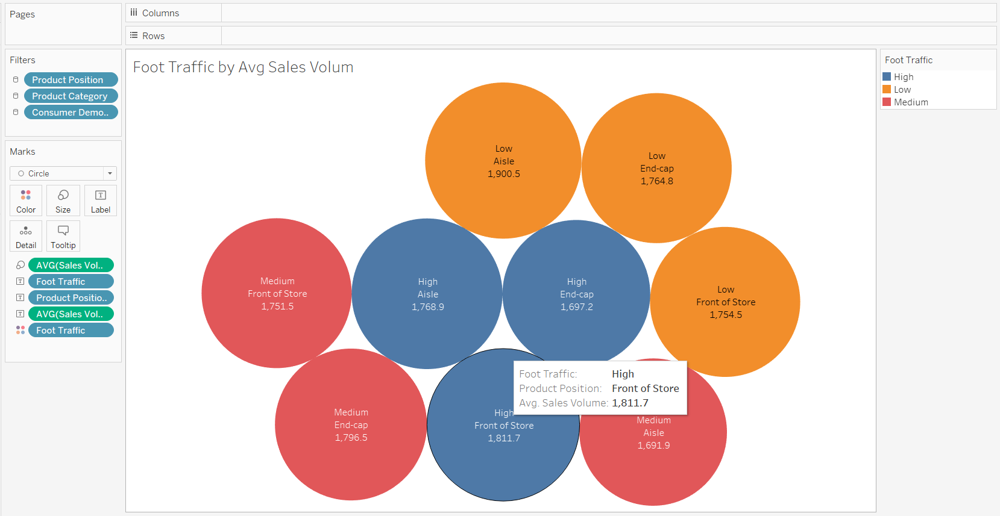 Pages
Columns
Rows
Filters
Product Position
Product Category
Consumer Demo..
Marks
Circle
Color
Size
Label
Detail
Tooltip
AVG(Sales Vol..
Foot Traffic
Product Positio..
AVG(Sales Vol..
Foot Traffic
Foot Traffic by Avg Sales Volum
Low
Aisle
1,900.5
Low
End-cap
1,764.8
Medium
Front of Store
1,751.5
High
Aisle
1,768.9
High
End-cap
1,697.2
Low
Front of Store
1,754.5
Medium
End-cap
1,796.5
High
Front of Store
1,811.7
Foot Traffic: High
Product Position: Front of Store
Avg. Sales Volume: 1,811.7
Medium
Aisle
1,691.9
Foot Traffic
High
Low
Medium